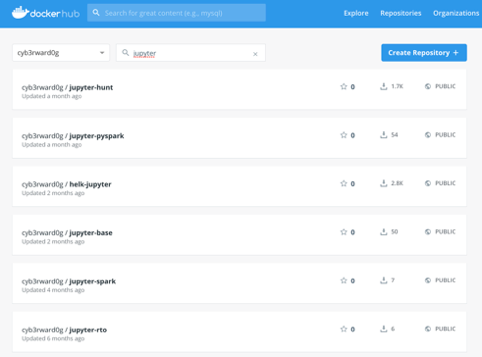 dockerhub
Search for great content (e.g., mysql)
Explore
Repositories
Organizations
cyb3rward0g
jupyter
Create Repository +
cyb3rward0g / jupyter-hunt
Updated a month ago
0
1.7K
PUBLIC
cyb3rward0g / jupyter-pyspark
Updated a month ago
0
54
PUBLIC
cyb3rward0g / helk-jupyter
Updated 2 months ago
0
2.8K
PUBLIC
cyb3rward0g / jupyter-base
Updated 2 months ago
0
50
PUBLIC
cyb3rward0g / jupyter-spark
Updated 4 months ago
0
7
PUBLIC
cyb3rward0g / jupyter-rto
Updated 6 months ago
0
6
PUBLIC